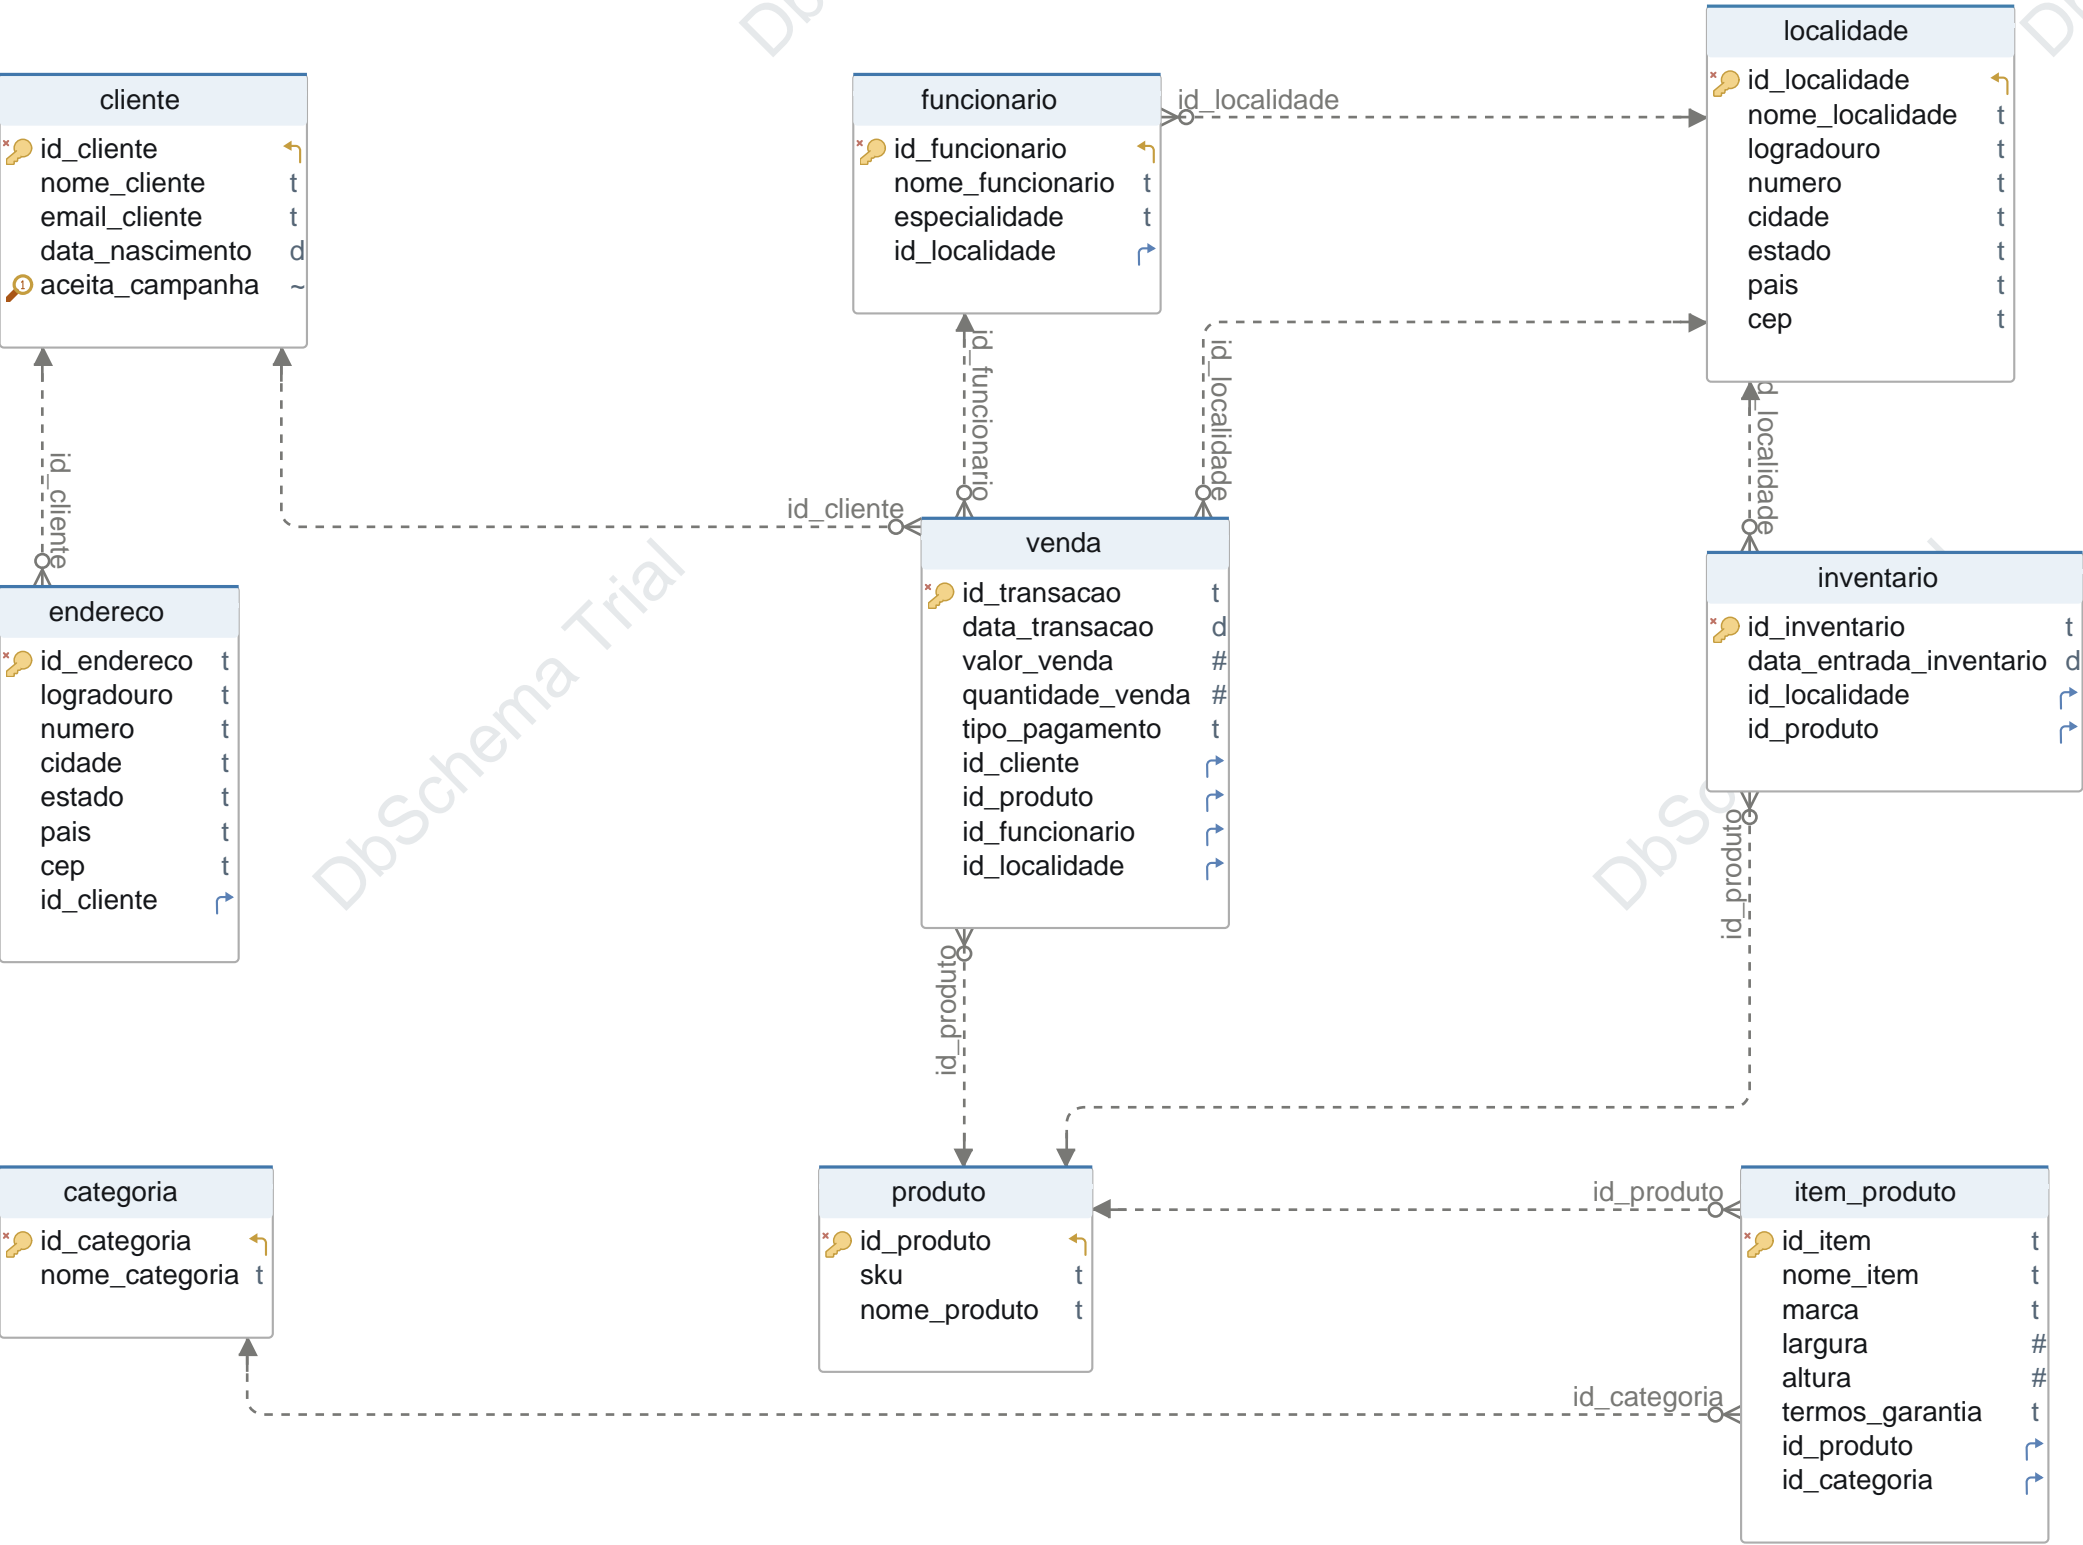 cliente
id_cliente
nome_cliente t
email_cliente t
data_nascimento d
aceita_campanha ~
funcionario
id_funcionario
nome_funcionario t
especialidade t
id_localidade
id_localidade
localidade
id_localidade
nome_localidade t
logradouro t
numero t
cidade t
estado t
pais t
cep t
id_cliente
id_cliente
id_funcionario
id_localidade
id_localidade
endereco
id_endereco t
logradouro t
numero t
cidade t
estado t
pais t
cep t
id_cliente
venda
id_transacao t
data_transacao d
valor_venda #
quantidade_venda #
tipo_pagamento t
id_cliente
id_produto
id_funcionario
id_localidade
inventario
id_inventario t
data_entrada_inventario d
id_localidade
id_produto
id_produto
id_produto
DbSchema Trial
categoria
id_categoria
nome_categoria t
produto
id_produto
sku t
nome_produto t
id_produto
id_categoria
item_produto
id_item t
nome_item t
marca t
largura #
altura #
termos_garantia t
id_produto
id_categoria